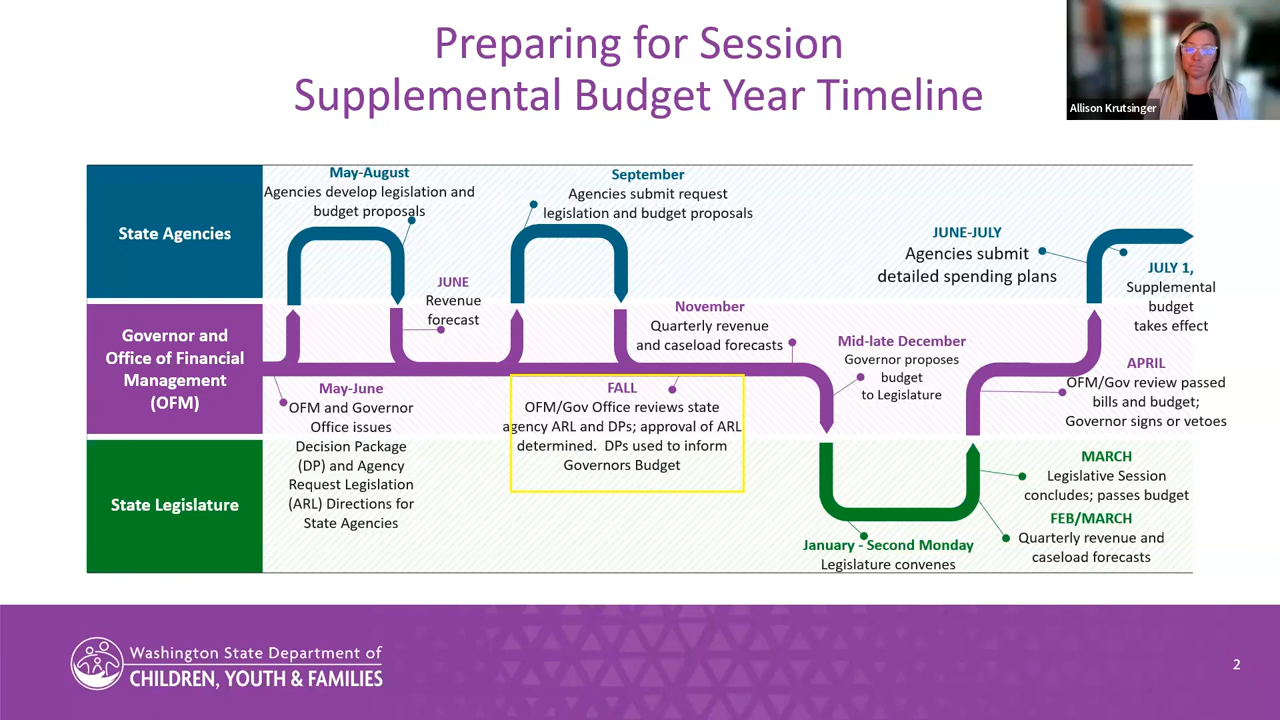 Preparing for Session
Supplemental Budget Year Timeline
Allison Krutsinger
State Agencies
May-August
Agencies develop legislation and
budget proposals
September
Agencies submit request
legislation and budget proposals
JUNE-JULY
Agencies submit
detailed spending plans
JULY 1,
Supplemental
budget
takes effect
Governor and
Office of Financial
Management
(OFM)
JUNE
Revenue
forecast
November
Quarterly revenue
and caseload forecasts
Mid-late December
Governor proposes
budget
to Legislature
APRIL
OFM/Gov review passed
bills and budget;
Governor signs or vetoes
May-June
OFM and Governor
Office issues
Decision Package
(DP) and Agency
Request Legislation
(ARL) Directions for
State Agencies
FALL
OFM/Gov Office reviews state
agency ARL and DPs; approval of ARL
determined.  DPs used to inform
Governors Budget
State Legislature
MARCH
Legislative Session
concludes; passes budget
FEB/MARCH
Quarterly revenue and
caseload forecasts
January - Second Monday
Legislature convenes
Washington State Department of
CHILDREN, YOUTH & FAMILIES
2